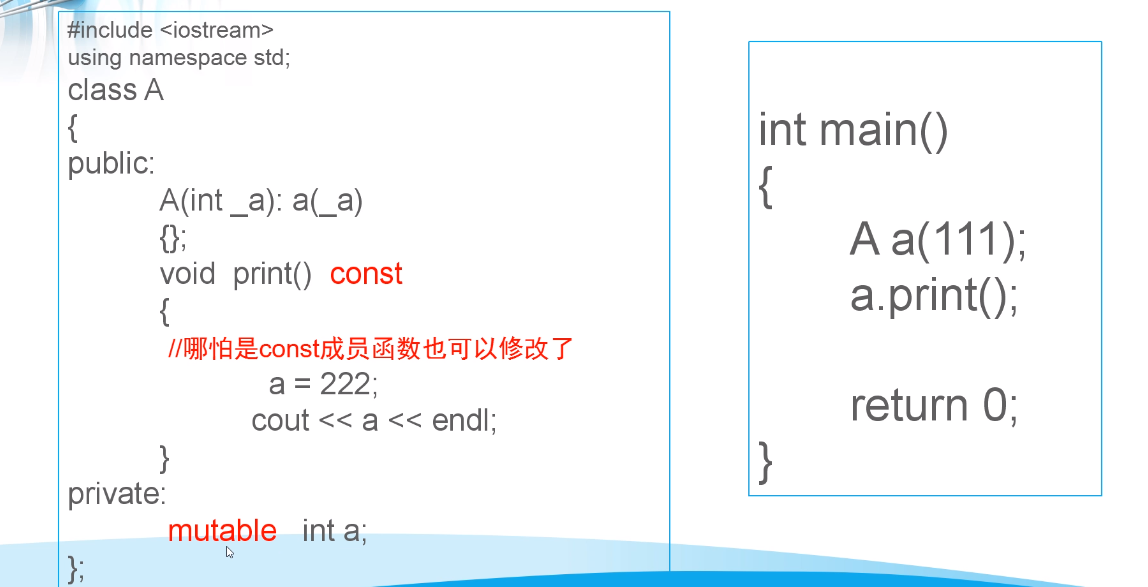 #include <iostream>
using namespace std;
class A
{
public:
A(int _a): a(_a)
{};
void print() const
{
//哪怕是const成员函数也可以修改了
a = 222;
cout << a << endl;
}
private:
mutable int a;
};
int main()
{
A a(111);
a.print();
return 0;
}